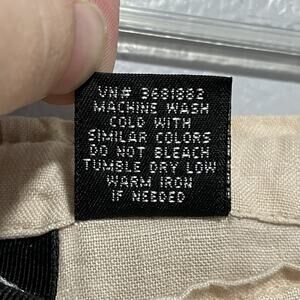 VN# 3681882
MACHINE WASH
COLD WITH
SIMILAR COLORS
DO NOT BLEACH
TUMBLE DRY LOW
WARM IRON
IF NEEDED